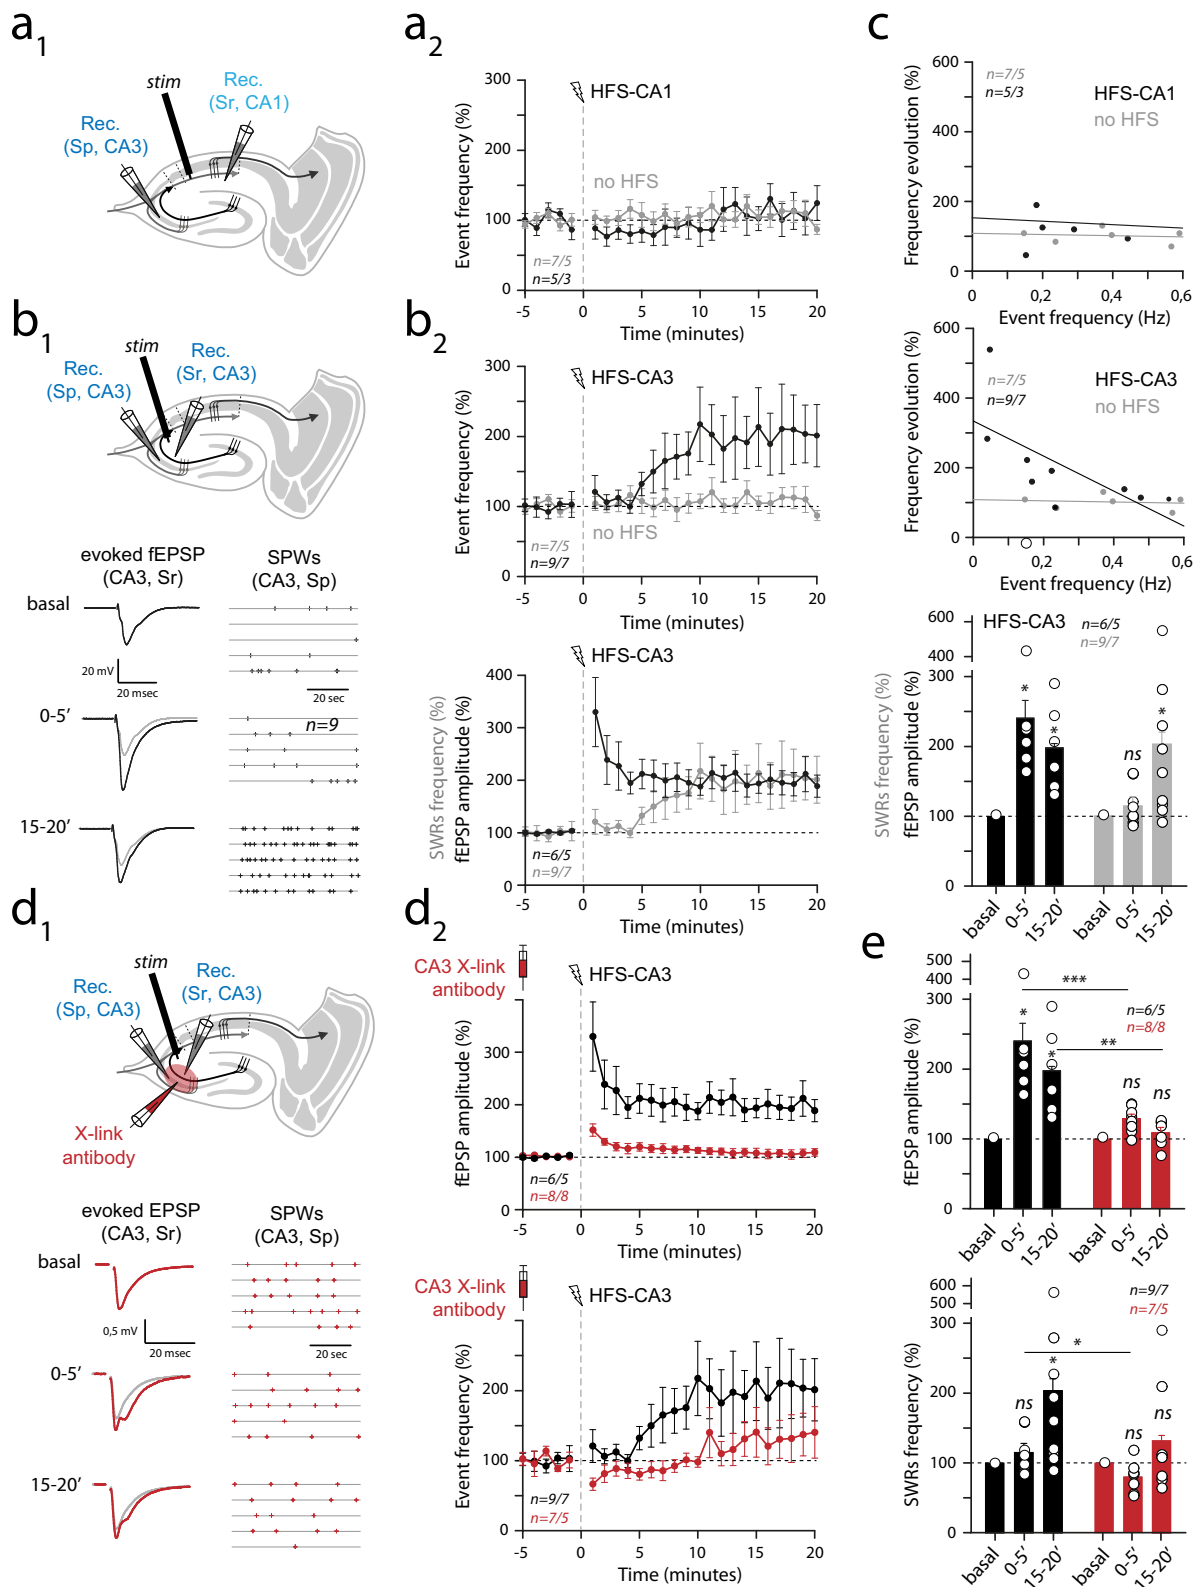 a1
stim
Rec.
(Sr, CA1)
Rec.
(Sp, CA3)
a2
HFS-CA1
no HFS
n=7/5
n=5/3
Event frequency (%)
300
200
100
0
-5 0 5 10 15 20
Time (minutes)
c
n=7/5
n=5/3
HFS-CA1
no HFS
Frequency evolution (%)
600
400
200
0
0 0,2 0,4 0,6
Event frequency (Hz)
b1
stim
Rec.
(Sr, CA3)
Rec.
(Sp, CA3)
evoked fEPSP
(CA3, Sr)
SPWs
(CA3, Sp)
basal
20 mV
20 msec
20 sec
0-5'
n=9
15-20'
b2
HFS-CA3
no HFS
n=7/5
n=9/7
Event frequency (%)
300
200
100
0
-5 0 5 10 15 20
Time (minutes)
n=7/5
n=9/7
HFS-CA3
no HFS
Frequency evolution (%)
600
400
200
0
0 0,2 0,4 0,6
Event frequency (Hz)
HFS-CA3
SWRs frequency (%)
fEPSP amplitude (%)
400
300
200
100
0
n=6/5
n=9/7
-5 0 5 10 15 20
Time (minutes)
HFS-CA3
n=6/5
n=9/7
SWRs frequency (%)
fEPSP amplitude (%)
600
400
300
200
100
0
* * ns *
basal 0-5' 15-20' basal 0-5' 15-20'
d1
stim
Rec.
(Sr, CA3)
Rec.
(Sp, CA3)
X-link
antibody
evoked EPSP
(CA3, Sr)
SPWs
(CA3, Sp)
basal
0,5 mV
20 msec
20 sec
0-5'
15-20'
d2
CA3 X-link
antibody
HFS-CA3
fEPSP amplitude (%)
300
200
100
0
n=6/5
n=8/8
-5 0 5 10 15 20
Time (minutes)
CA3 X-link
antibody
HFS-CA3
Event frequency (%)
200
100
0
n=9/7
n=7/5
-5 0 5 10 15 20
Time (minutes)
e
fEPSP amplitude (%)
500
400
300
200
100
0
***
n=6/5
n=8/8
**
* * ns ns
basal 0-5' 15-20' basal 0-5' 15-20'
SWRs frequency (%)
600
500
300
200
100
0
n=9/7
n=7/5
*
ns * ns ns
basal 0-5' 15-20' basal 0-5' 15-20'